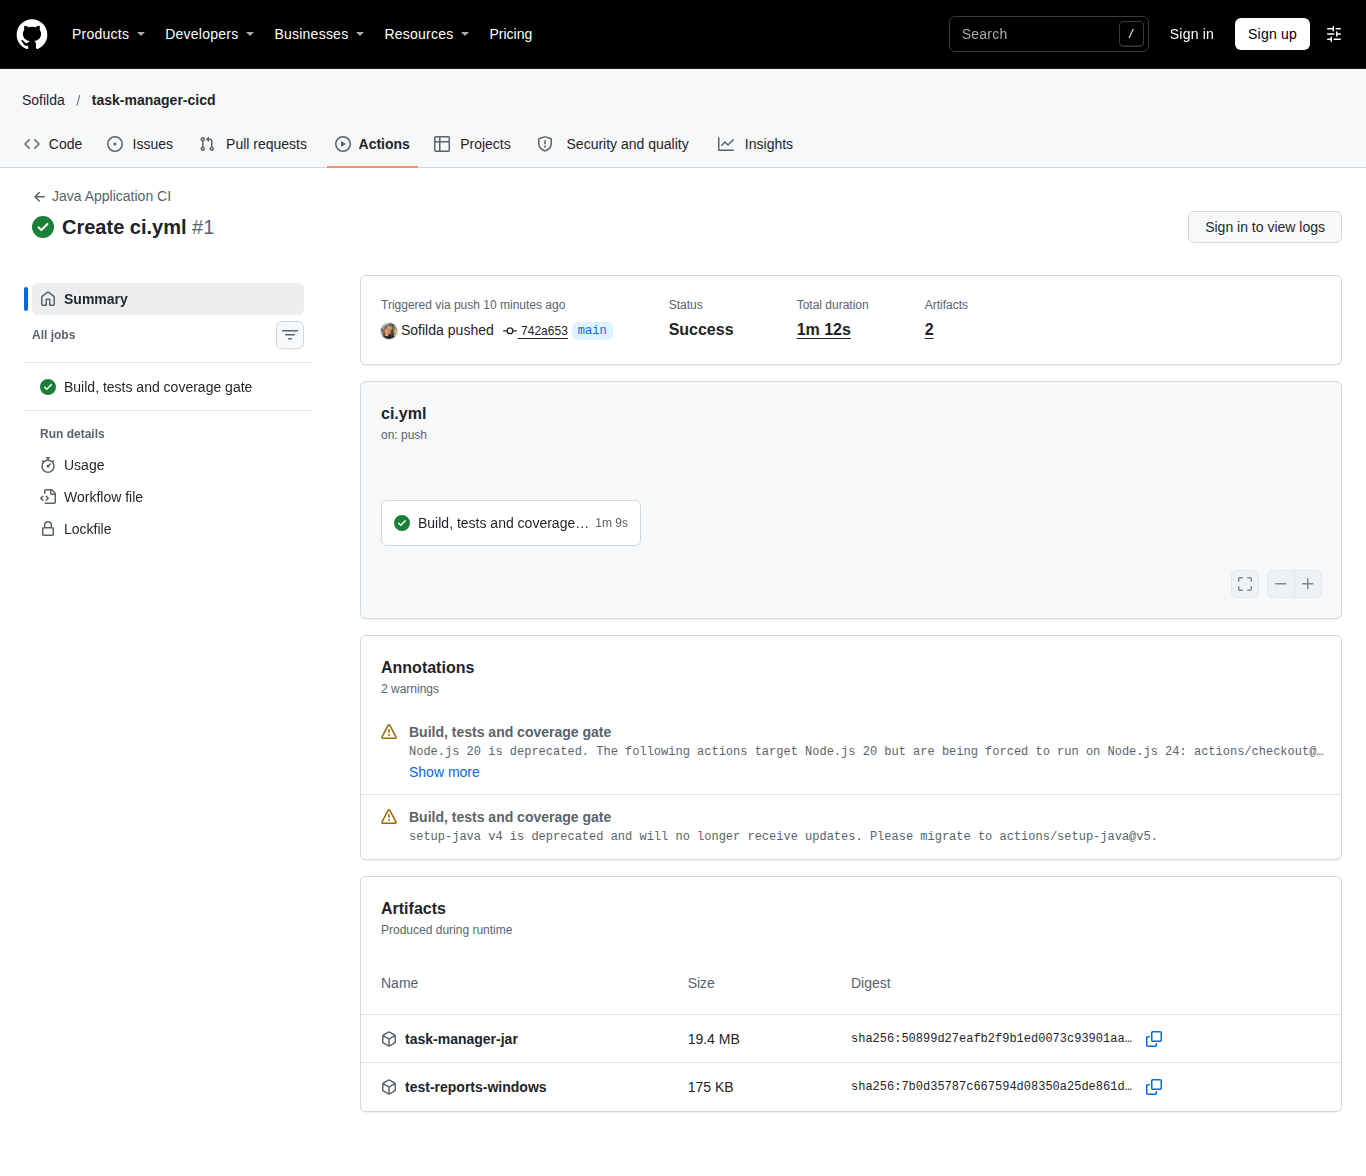 Products Developers Businesses Resources Pricing Search / Sign in Sign up
Sofilda / task-manager-cicd
Code Issues Pull requests Actions Projects Security and quality Insights
Java Application CI
Create ci.yml #1
Sign in to view logs
Summary
All jobs
Build, tests and coverage gate
Run details
Usage
Workflow file
Lockfile
Triggered via push 10 minutes ago
Sofilda pushed 742a653 main
Status
Success
Total duration
1m 12s
Artifacts
2
ci.yml
on: push
Build, tests and coverage… 1m 9s
Annotations
2 warnings
Build, tests and coverage gate
Node.js 20 is deprecated. The following actions target Node.js 20 but are being forced to run on Node.js 24: actions/checkout@…
Show more
Build, tests and coverage gate
setup-java v4 is deprecated and will no longer receive updates. Please migrate to actions/setup-java@v5.
Artifacts
Produced during runtime
Name Size Digest
task-manager-jar 19.4 MB sha256:50899d27eafb2f9b1ed0073c93901aa…
test-reports-windows 175 KB sha256:7b0d35787c667594d08350a25de861d…